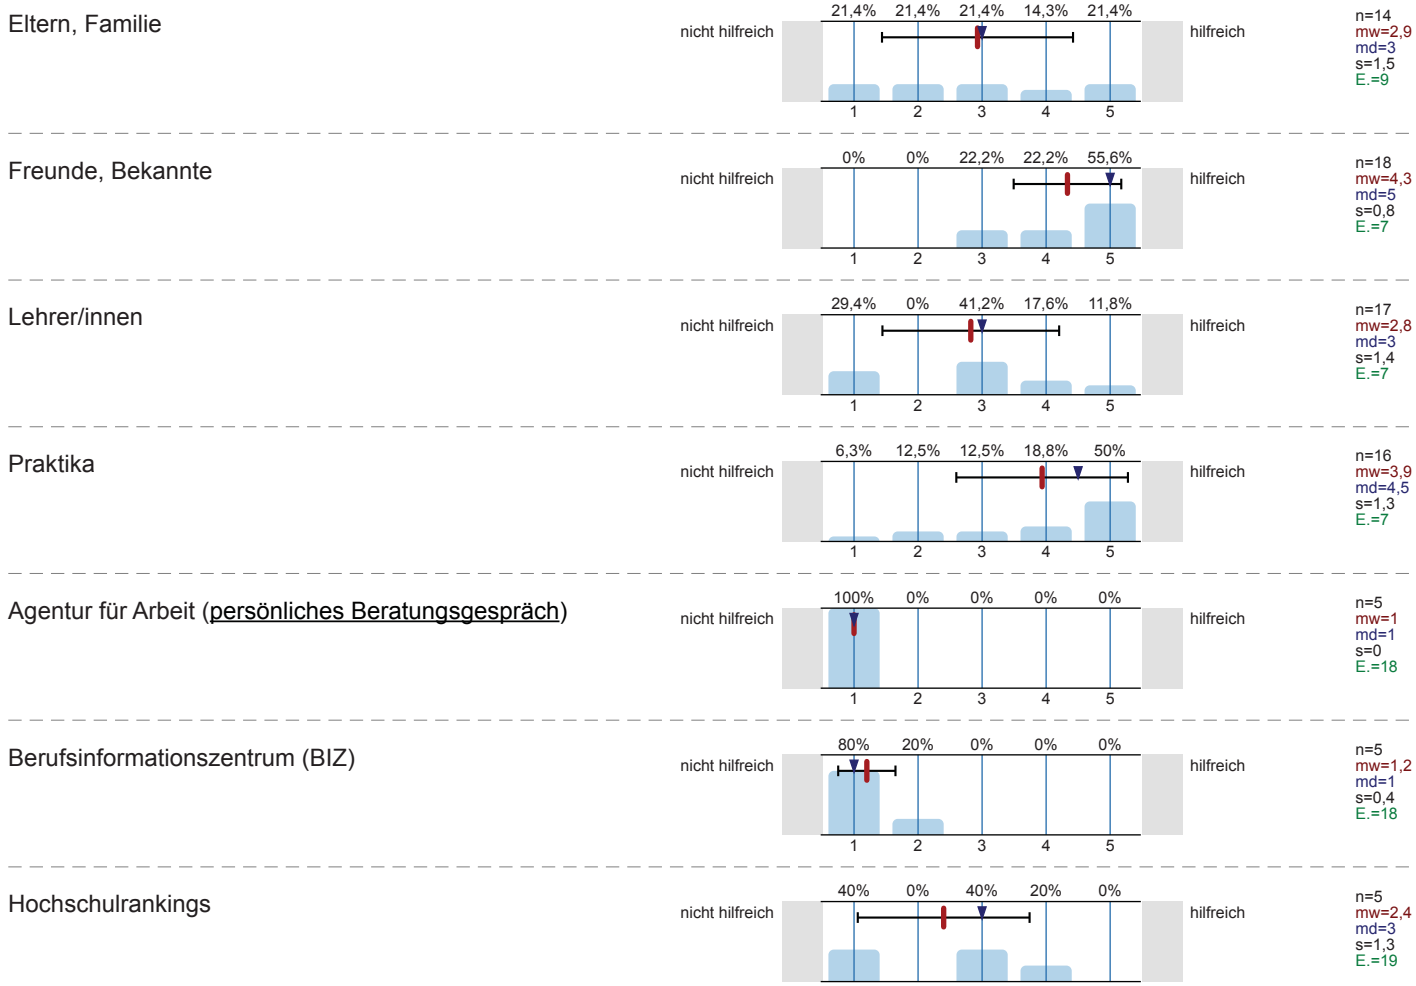 Eltern, Familie
21,4% 21,4% 21,4% 14,3% 21,4%
nicht hilfreich
hilfreich
1 2 3 4 5
n=14
mw=2,9
md=3
s=1,5
E.=9
Freunde, Bekannte
0% 0% 22,2% 22,2% 55,6%
nicht hilfreich
hilfreich
1 2 3 4 5
n=18
mw=4,3
md=5
s=0,8
E.=7
Lehrer/innen
29,4% 0% 41,2% 17,6% 11,8%
nicht hilfreich
hilfreich
1 2 3 4 5
n=17
mw=2,8
md=3
s=1,4
E.=7
Praktika
6,3% 12,5% 12,5% 18,8% 50%
nicht hilfreich
hilfreich
1 2 3 4 5
n=16
mw=3,9
md=4,5
s=1,3
E.=7
Agentur für Arbeit (persönliches Beratungsgespräch)
100% 0% 0% 0% 0%
nicht hilfreich
hilfreich
1 2 3 4 5
n=5
mw=1
md=1
s=0
E.=18
Berufsinformationszentrum (BIZ)
80% 20% 0% 0% 0%
nicht hilfreich
hilfreich
1 2 3 4 5
n=5
mw=1,2
md=1
s=0,4
E.=18
Hochschulrankings
40% 0% 40% 20% 0%
nicht hilfreich
hilfreich
n=5
mw=2,4
md=3
s=1,3
E.=19